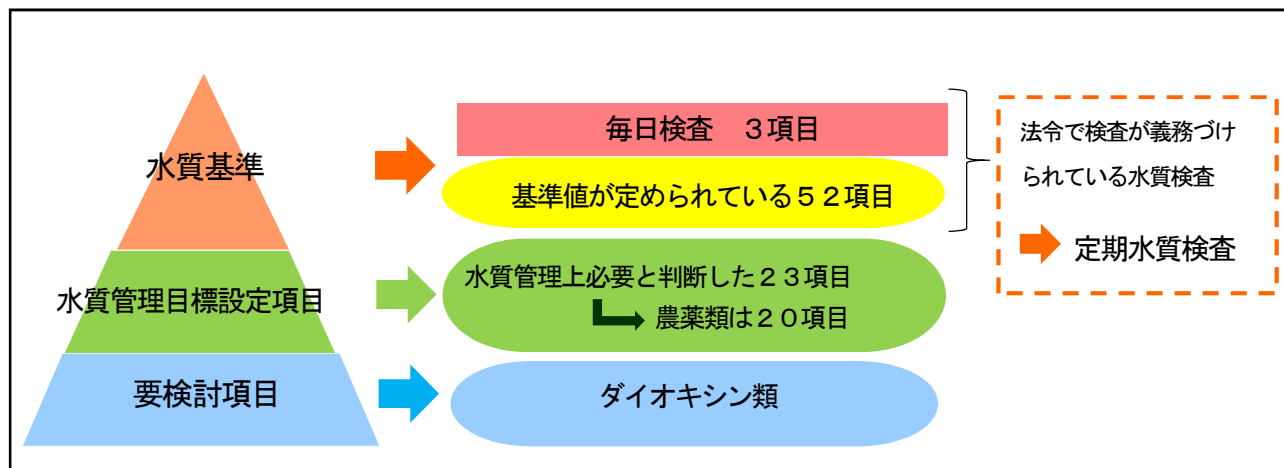 水質基準
水質管理目標設定項目
要検討項目
毎日検査　３項目
基準値が定められている５２項目
水質管理上必要と判断した２３項目
農薬類は２０項目
ダイオキシン類
法令で検査が義務づけ
られている水質検査
定期水質検査